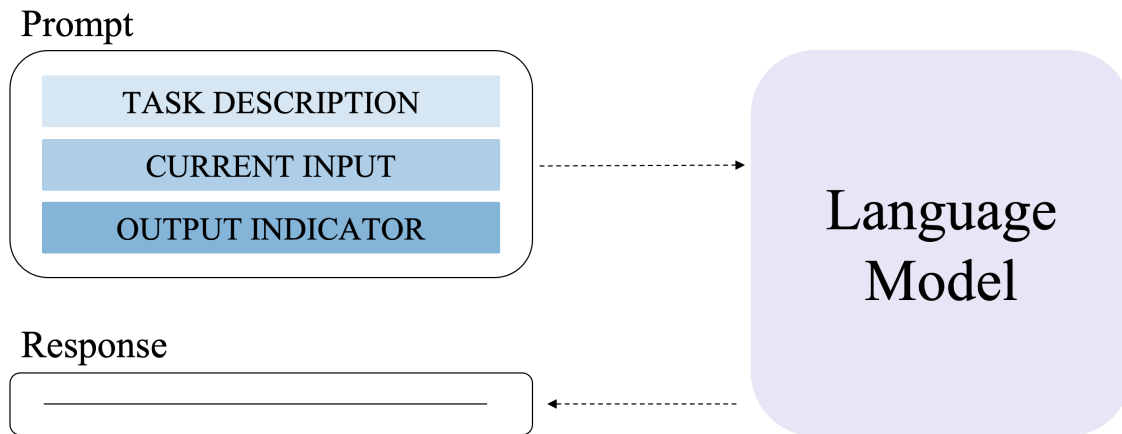 Prompt
TASK DESCRIPTION
CURRENT INPUT
OUTPUT INDICATOR
Language
Model
Response